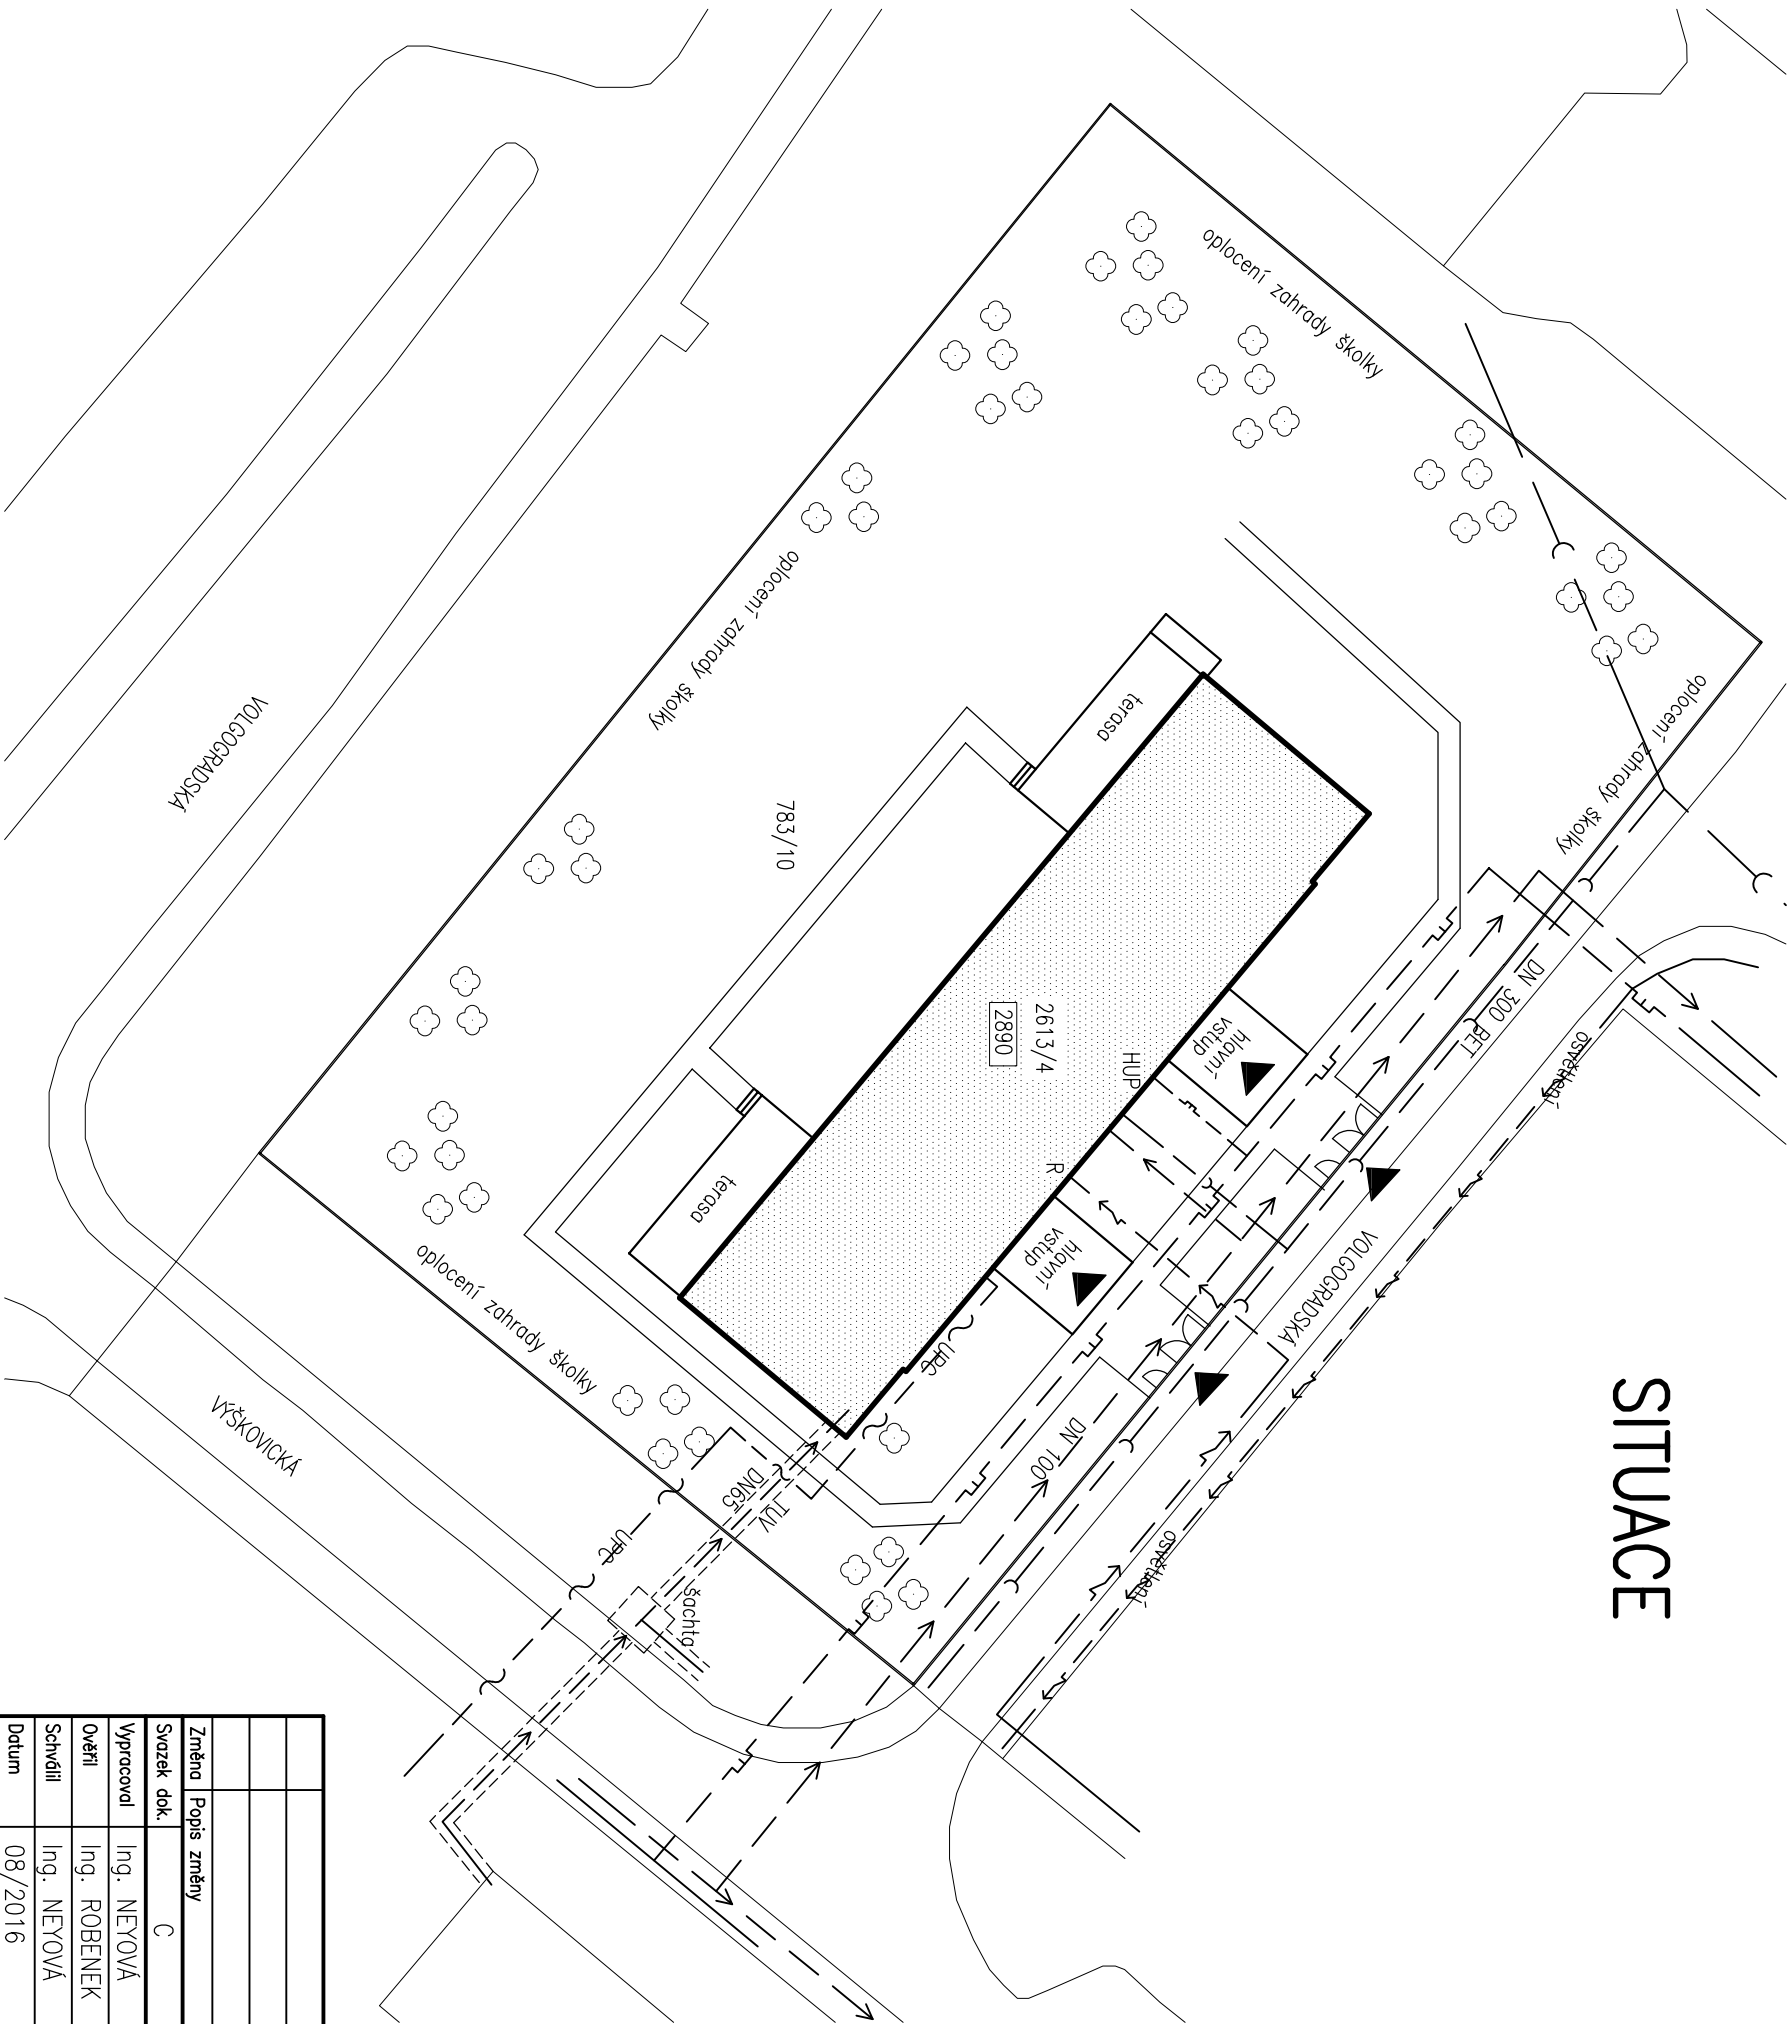 SITUACE
oplocení zahrady školky
oplocení zahrady školky
oplocení zahrady školky
oplocení zahrady školky
VOLGOGRADSKÁ
VOLGOGRADSKÁ
VÝŠKOVICKÁ
terasa
terasa
783/10
2613/4
2890
HUP
R
hlavní
vstup
hlavní
vstup
DN 300 BET
osvětlení
osvětlení
DN 100
UPC
UPC
DN65
TUV
šachta
Změna Popis změny
Svazek dok. C
Vypracoval Ing. NEYOVÁ
Ověřil Ing. ROBENEK
Schválil Ing. NEYOVÁ
Datum 08/2016